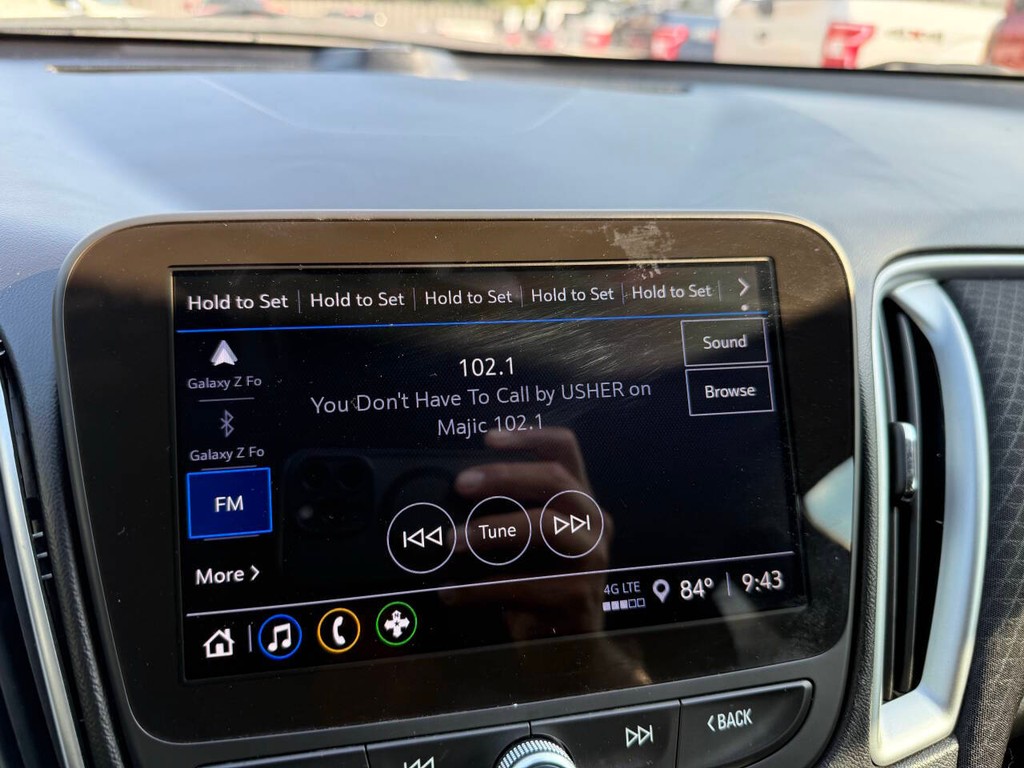 Hold to Set Hold to Set Hold to Set Hold to Set Hold to Set
Galaxy Z Fo
Galaxy Z Fo
FM
More
102.1
You Don't Have To Call by USHER on
Majic 102.1
Sound
Browse
Tune
4G LTE
84° 9:43
BACK